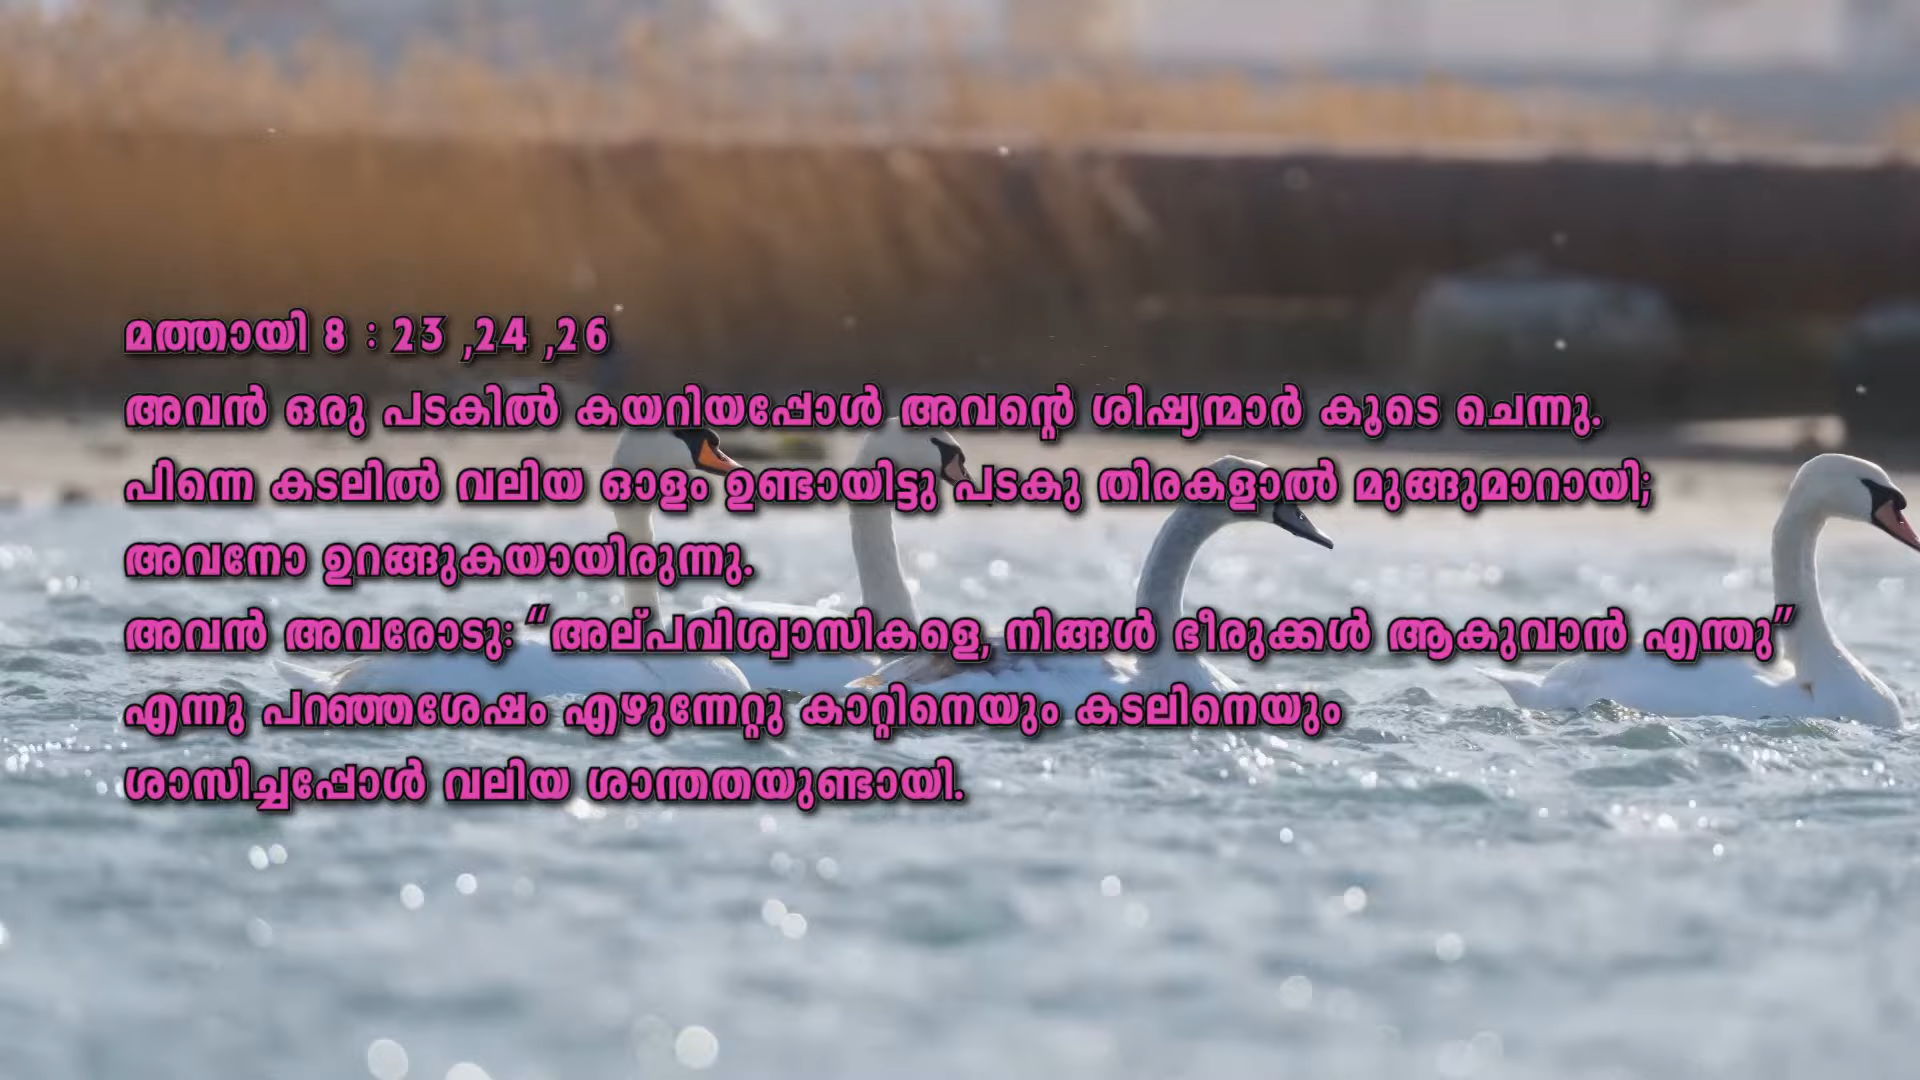 മത്തായി 8 : 23 ,24 ,26
അവൻ ഒരു പടകിൽ കയറിയപ്പോൾ അവന്റെ ശിഷ്യന്മാർ കൂടെ ചെന്നു.
പിന്നെ കടലിൽ വലിയ ഓളം ഉണ്ടായിട്ടു പടകു തിരകളാൽ മുങ്ങുമാറായി;
അവനോ ഉറങ്ങുകയായിരുന്നു.
അവൻ അവരോടു: “അല്പവിശ്വാസികളെ, നിങ്ങൾ ഭീരുക്കൾ ആകുവാൻ എന്തു”
എന്നു പറഞ്ഞശേഷം എഴുന്നേറ്റു കാറ്റിനെയും കടലിനെയും
ശാസിച്ചപ്പോൾ വലിയ ശാന്തതയുണ്ടായി.